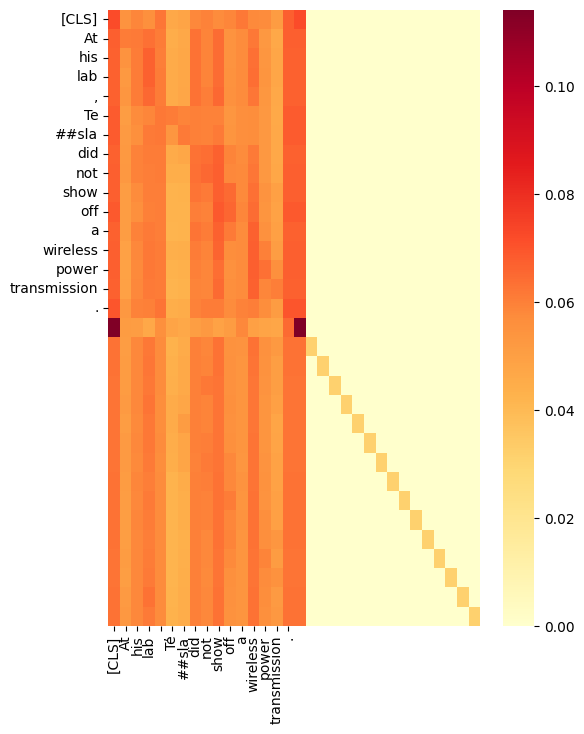 [CLS]
At
his
lab
,
Te
##sla
did
not
show
off
a
wireless
power
transmission
.
0.10
0.08
0.06
0.04
0.02
0.00
[CLS]
At
his
lab
,
Te
##sla
did
not
show
off
a
wireless
power
transmission
.